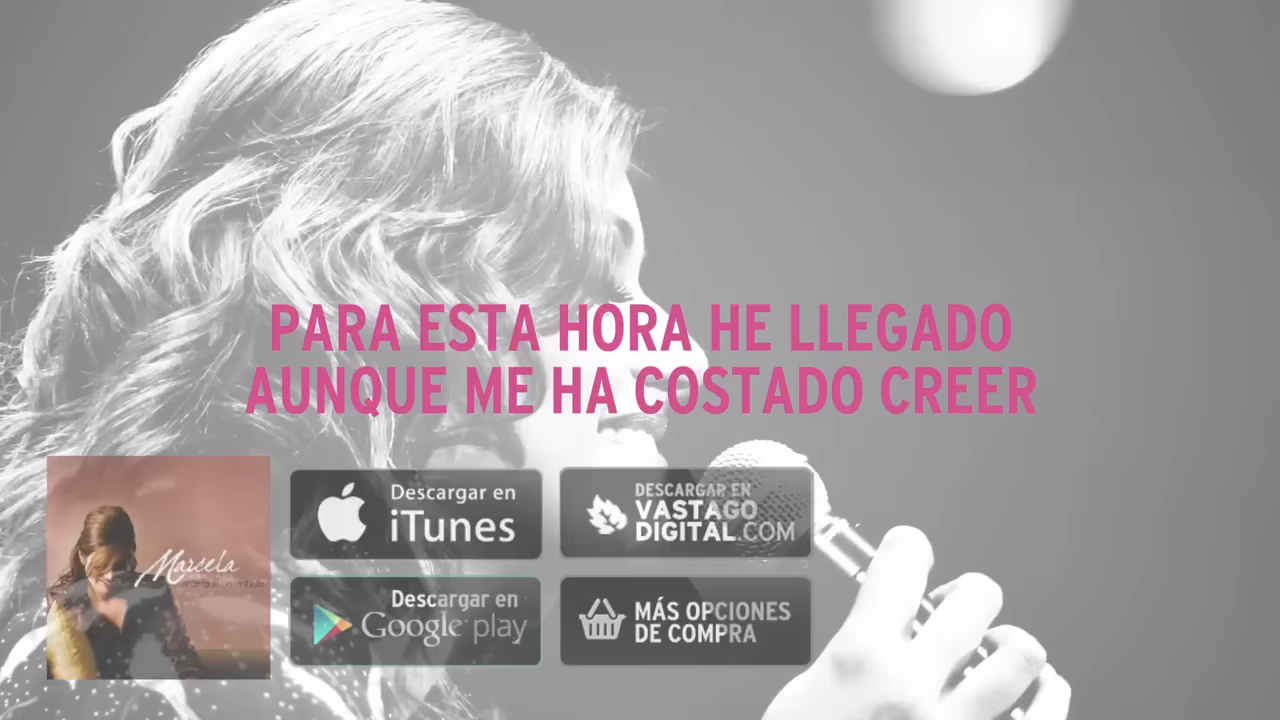 PARA ESTA HORA HE LLEGADO
AUNQUE ME HA COSTADO CREER
Marcela
Descargar en
iTunes
DESCARGAR EN
VASTAGO
DIGITAL.COM
Descargar en
Google play
MÁS OPCIONES
DE COMPRA